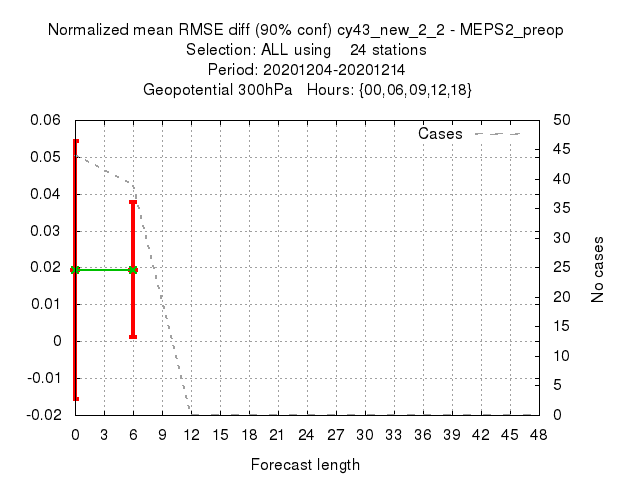 Normalized mean RMSE diff (90% conf) cy43_new_2_2 - MEPS2_preop
Selection: ALL using 24 stations
Period: 20201204-20201214
Geopotential 300hPa Hours: {00,06,09,12,18}
Cases
0.06
0.05
0.04
0.03
0.02
0.01
0
-0.01
-0.02
50
45
40
35
30
25
20
15
10
5
0
No cases
0 3 6 9 12 15 18 21 24 27 30 33 36 39 42 45 48
Forecast length